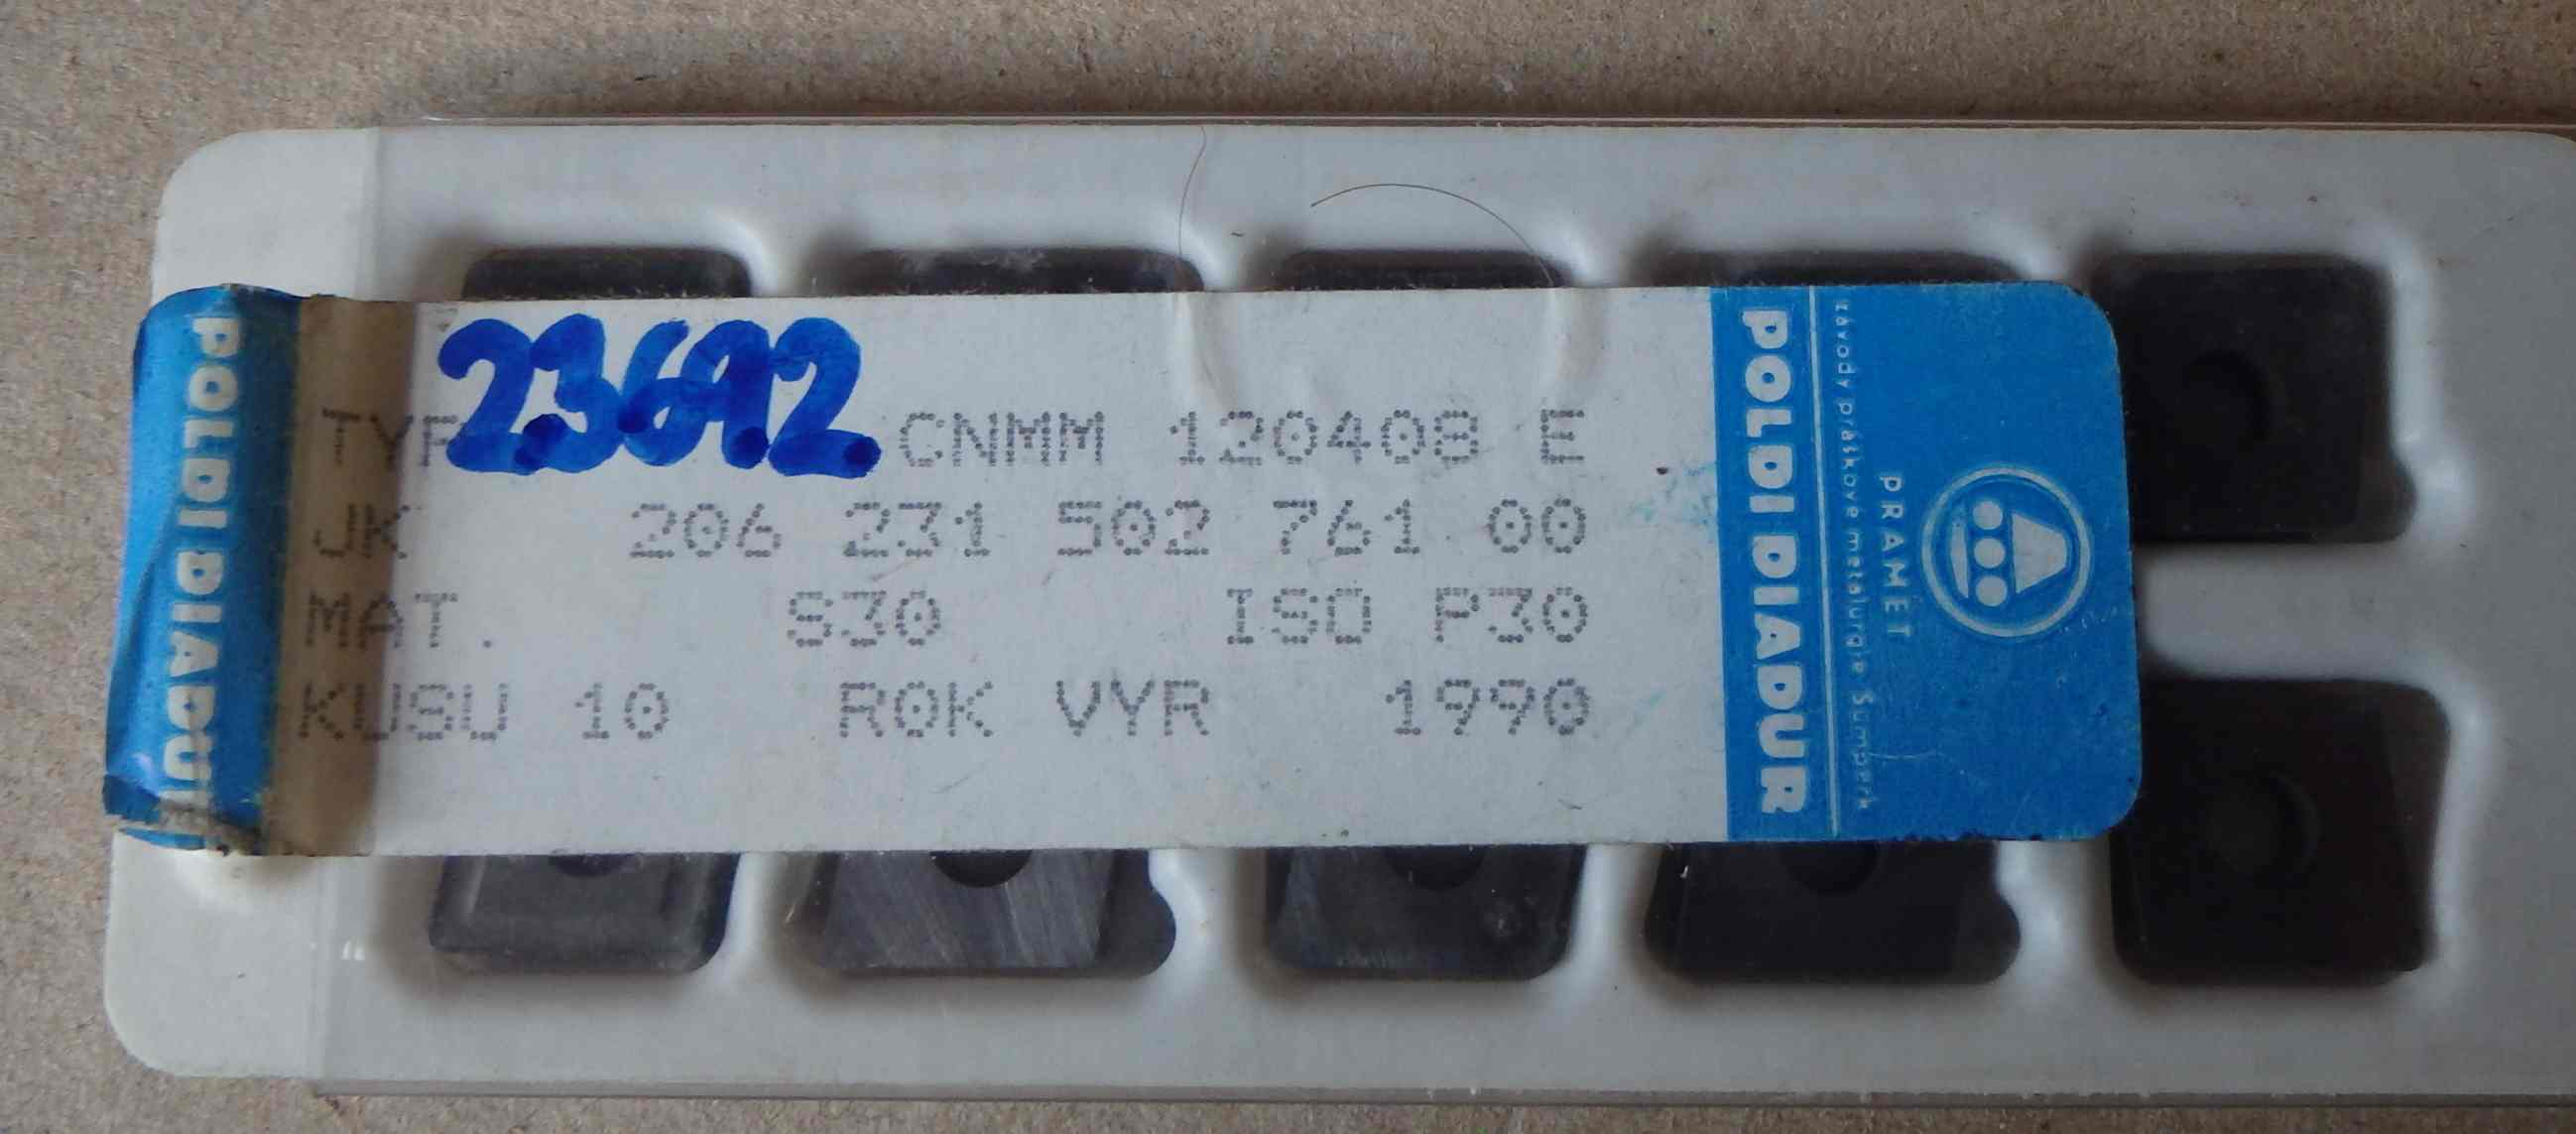 POLDI DIADUR
23692.
TYP CNMM 120408 E
JK 206 331 502 761 00
MAT. S30 ISO P30
KUSU 10 ROK VYR 1990
POLDI DIADUR
závody práškové metalurgie Šumperk
PRAMET